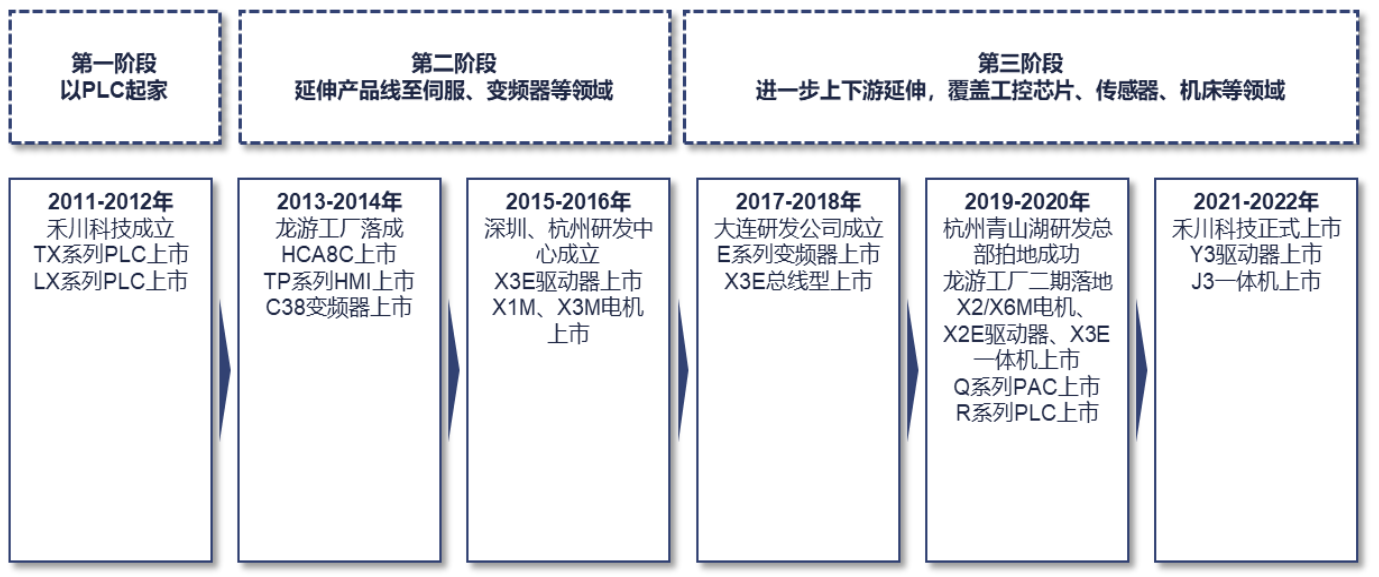 第一阶段
以PLC起家
第二阶段
延伸产品线至伺服、变频器等领域
第三阶段
进一步上下游延伸，覆盖工控芯片、传感器、机床等领域
2011-2012年
禾川科技成立
TX系列PLC上市
LX系列PLC上市
2013-2014年
龙游工厂落成
HCA8C上市
TP系列HMI上市
C38变频器上市
2015-2016年
深圳、杭州研发中
心成立
X3E驱动器上市
X1M、X3M电机
上市
2017-2018年
大连研发公司成立
E系列变频器上市
X3E总线型上市
2019-2020年
杭州青山湖研发总
部拍地成功
龙游工厂二期落地
X2/X6M电机、
X2E驱动器、X3E
一体机上市
Q系列PAC上市
R系列PLC上市
2021-2022年
禾川科技正式上市
Y3驱动器上市
J3一体机上市